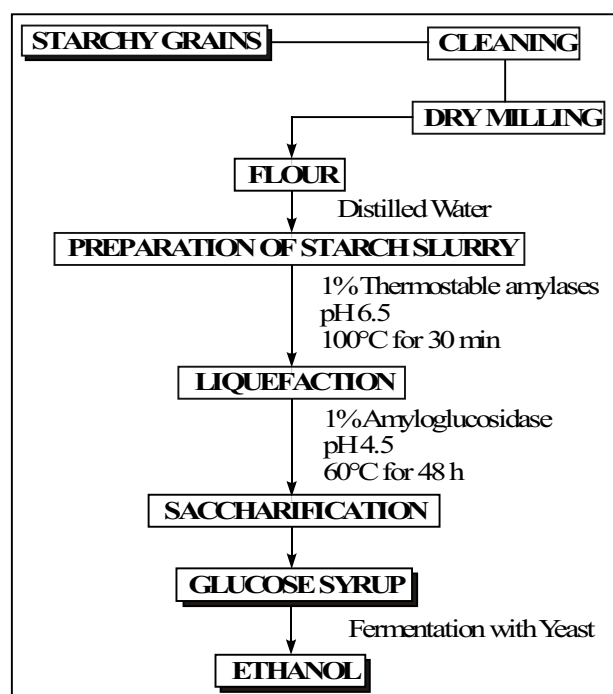 STARCHY GRAINS
CLEANING
DRY MILLING
FLOUR
Distilled Water
PREPARATION OF STARCH SLURRY
1% Thermostable amylases
pH 6.5
100°C for 30 min
LIQUEFACTION
1% Amyloglucosidase
pH 4.5
60°C for 48 h
SACCHARIFICATION
GLUCOSE SYRUP
Fermentation with Yeast
ETHANOL